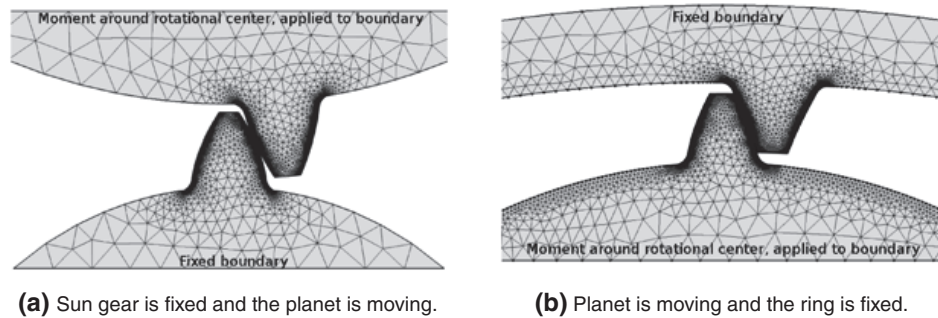 Moment around rotational center, applied to boundary
Fixed boundary
(a) Sun gear is fixed and the planet is moving.
Fixed boundary
Moment around rotational center, applied to boundary
(b) Planet is moving and the ring is fixed.